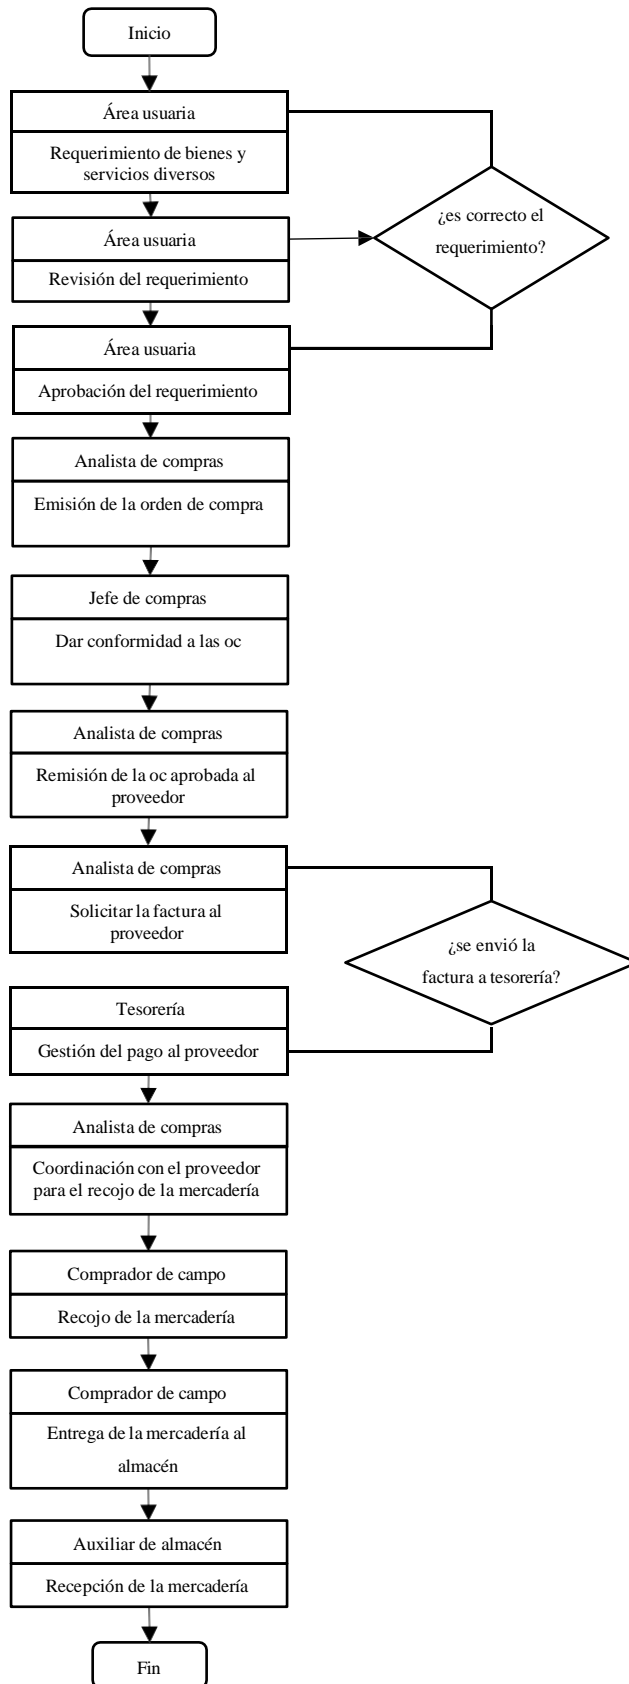 Inicio
Área usuaria
Requerimiento de bienes y
servicios diversos
¿es correcto el
requerimiento?
Área usuaria
Revisión del requerimiento
Área usuaria
Aprobación del requerimiento
Analista de compras
Emisión de la orden de compra
Jefe de compras
Dar conformidad a las oc
Analista de compras
Remisión de la oc aprobada al
proveedor
Analista de compras
Solicitar la factura al
proveedor
¿se envió la
factura a tesorería?
Tesorería
Gestión del pago al proveedor
Analista de compras
Coordinación con el proveedor
para el recojo de la mercadería
Comprador de campo
Recojo de la mercadería
Comprador de campo
Entrega de la mercadería al
almacén
Auxiliar de almacén
Recepción de la mercadería
Fin